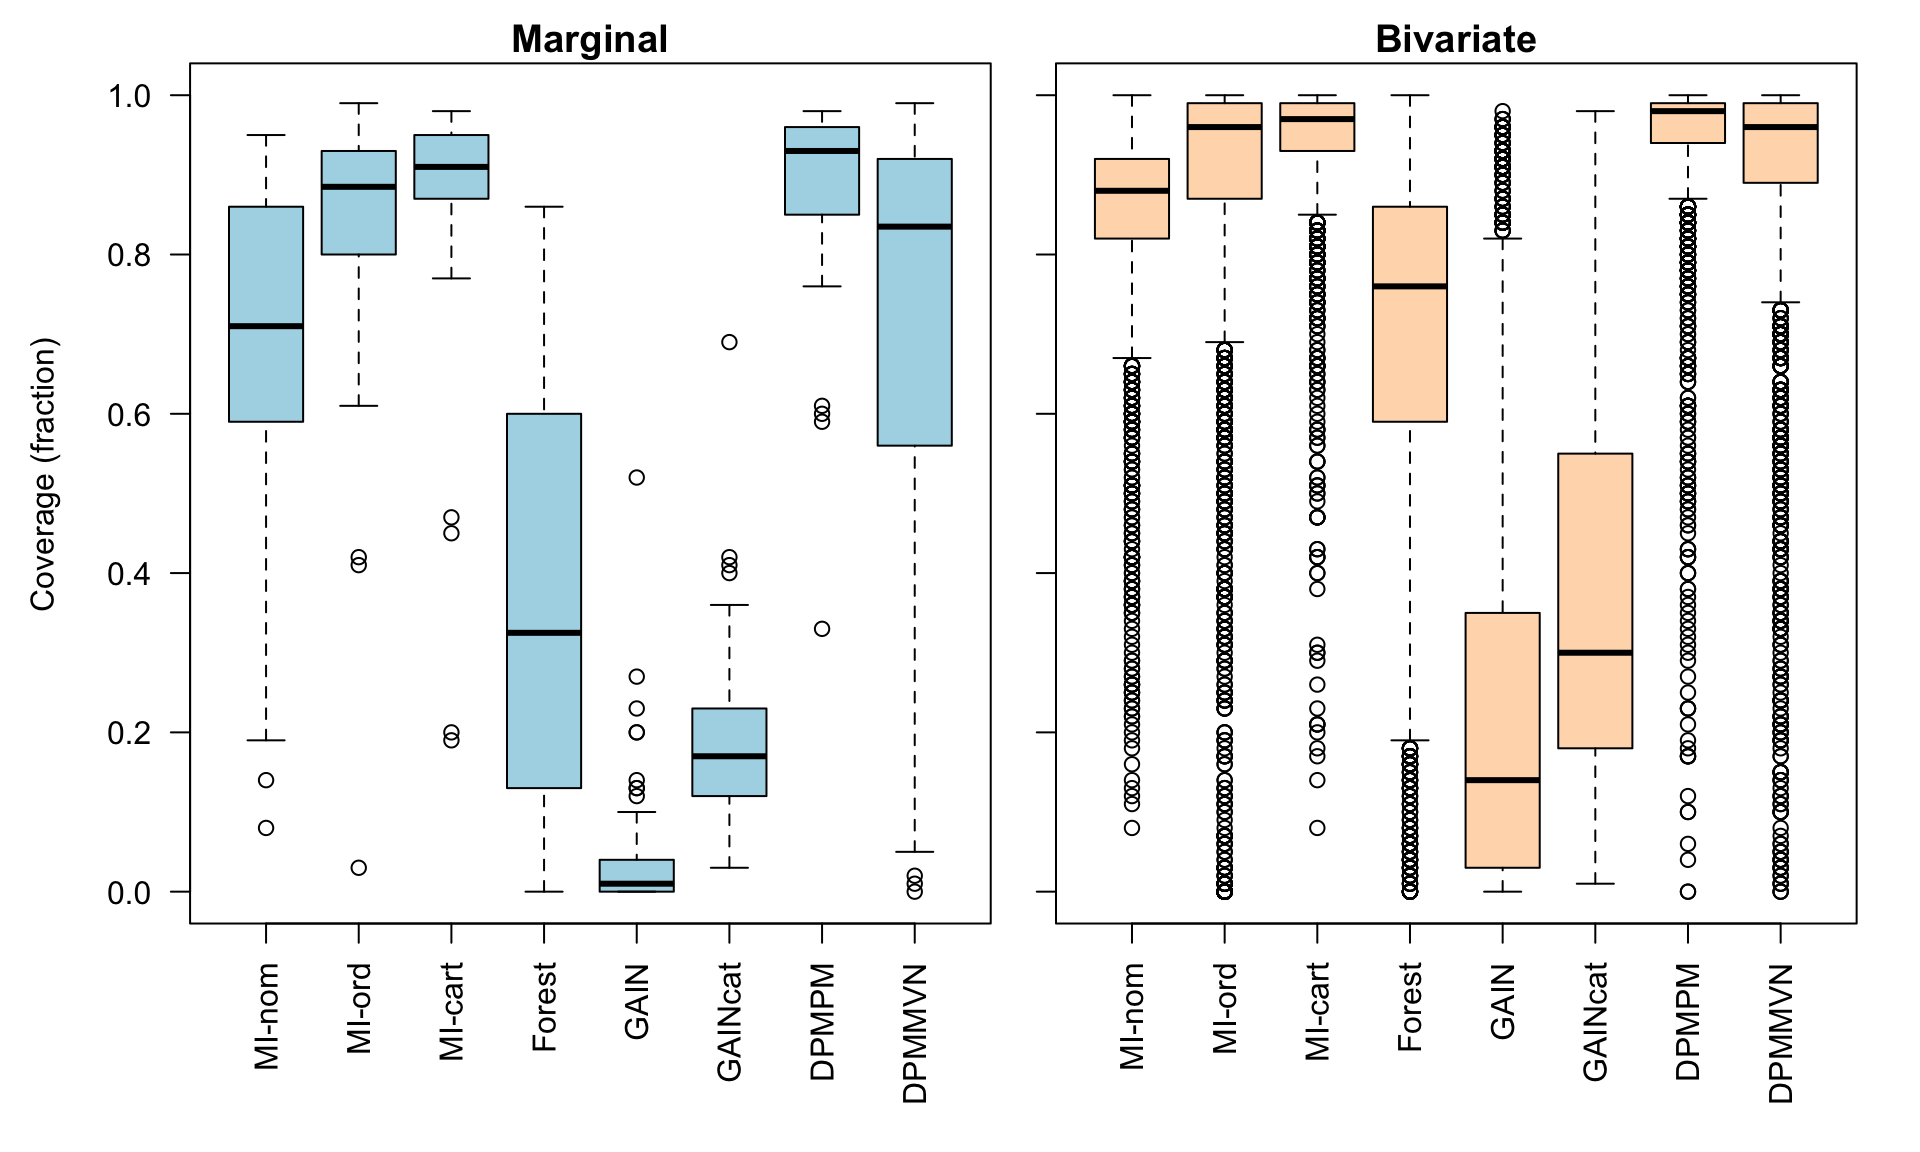 Marginal
Bivariate
Coverage (fraction)
1.0
0.8
0.6
0.4
0.2
0.0
MI-nom
MI-ord
MI-cart
Forest
GAIN
GAINcat
DPMPM
DPMMVN
MI-nom
MI-ord
MI-cart
Forest
GAIN
GAINcat
DPMPM
DPMMVN